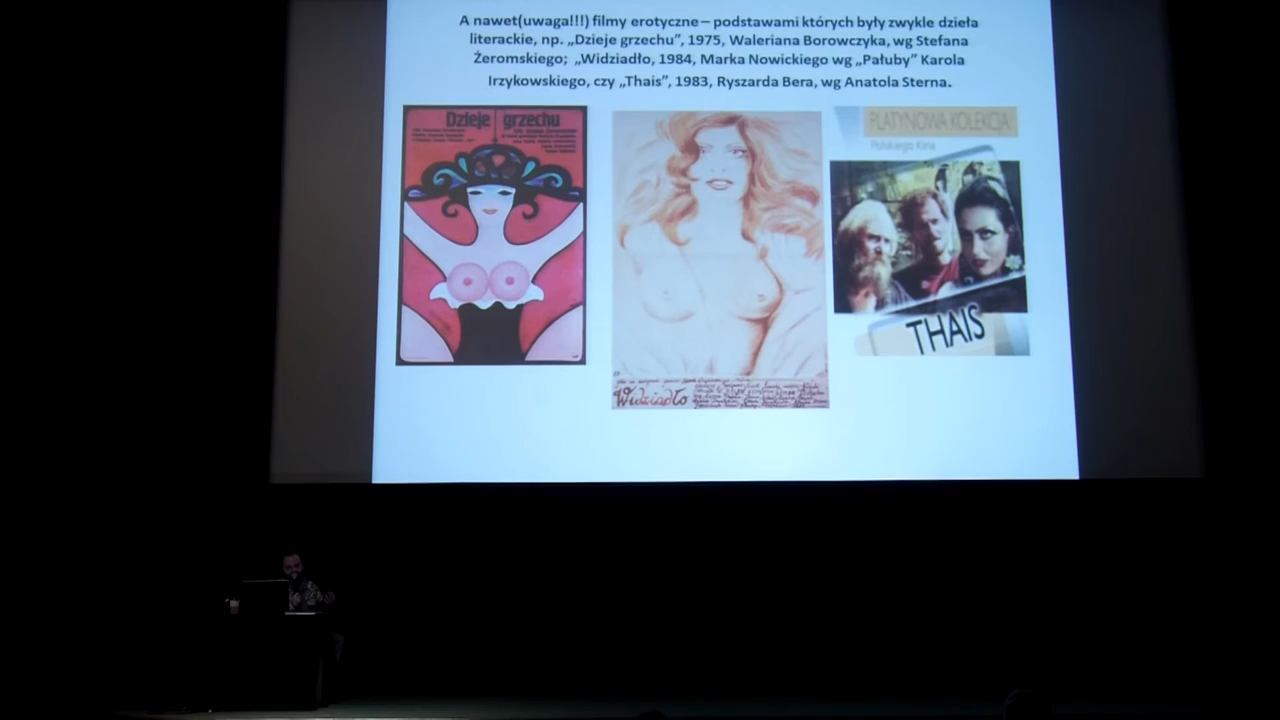 A nawet(uwaga!!!) filmy erotyczne – podstawami których były zwykle dzieła
literackie, np. „Dzieje grzechu”, 1975, Waleriana Borowczyka, wg Stefana
Żeromskiego; „Widziadło, 1984, Marka Nowickiego wg „Pałuby” Karola
Irzykowskiego, czy „Thais”, 1983, Ryszarda Bera, wg Anatola Sterna.
Dzieje grzechu
Widziadło
PLATYNOWA KOLEKCJA
Polskiego Kina
THAIS